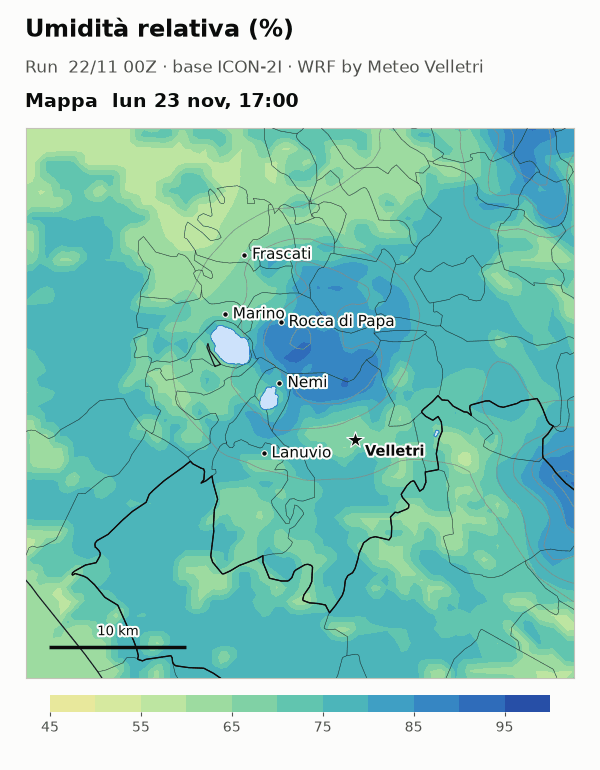 Umidità relativa (%)
Run  22/11 00Z · base ICON-2I · WRF by Meteo Velletri
Mappa  lun 23 nov, 17:00
Frascati
Marino
Rocca di Papa
Nemi
Velletri
Lanuvio
10 km
45 55 65 75 85 95